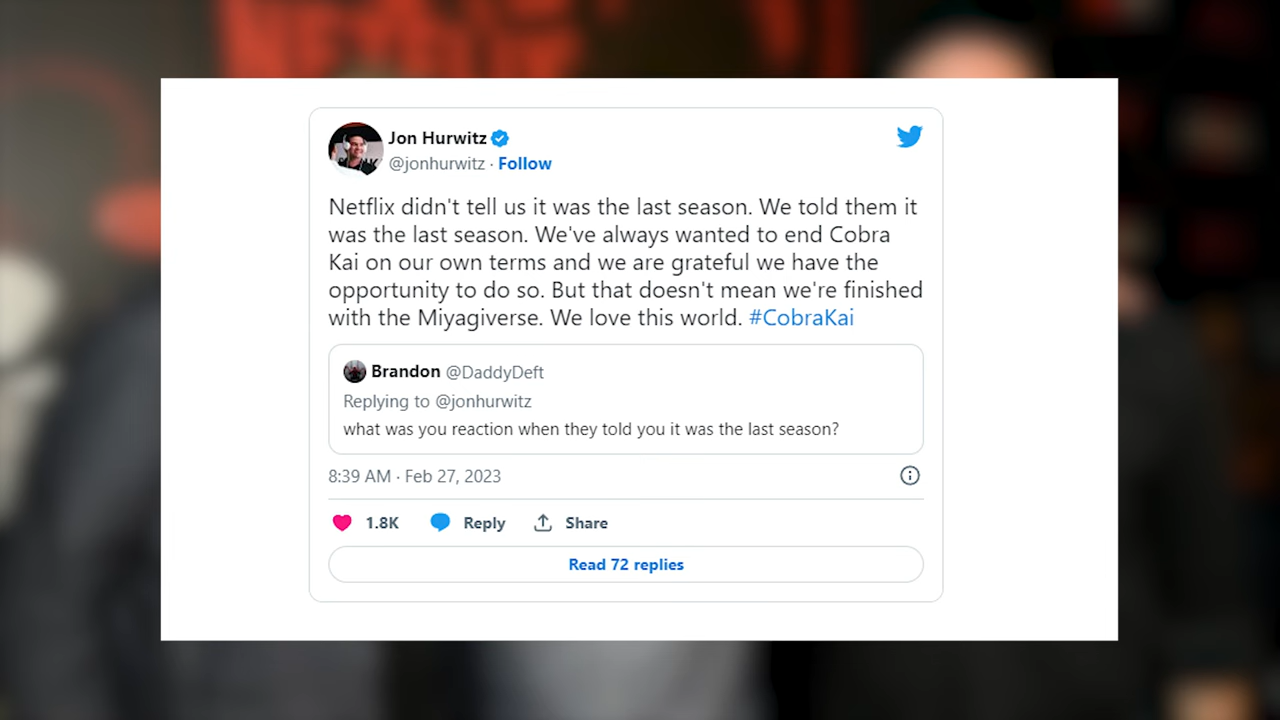 Jon Hurwitz
@jonhurwitz · Follow
Netflix didn't tell us it was the last season. We told them it
was the last season. We've always wanted to end Cobra
Kai on our own terms and we are grateful we have the
opportunity to do so. But that doesn't mean we're finished
with the Miyagiverse. We love this world. #CobraKai
Brandon @DaddyDeft
Replying to @jonhurwitz
what was you reaction when they told you it was the last season?
8:39 AM · Feb 27, 2023
1.8K Reply Share
Read 72 replies